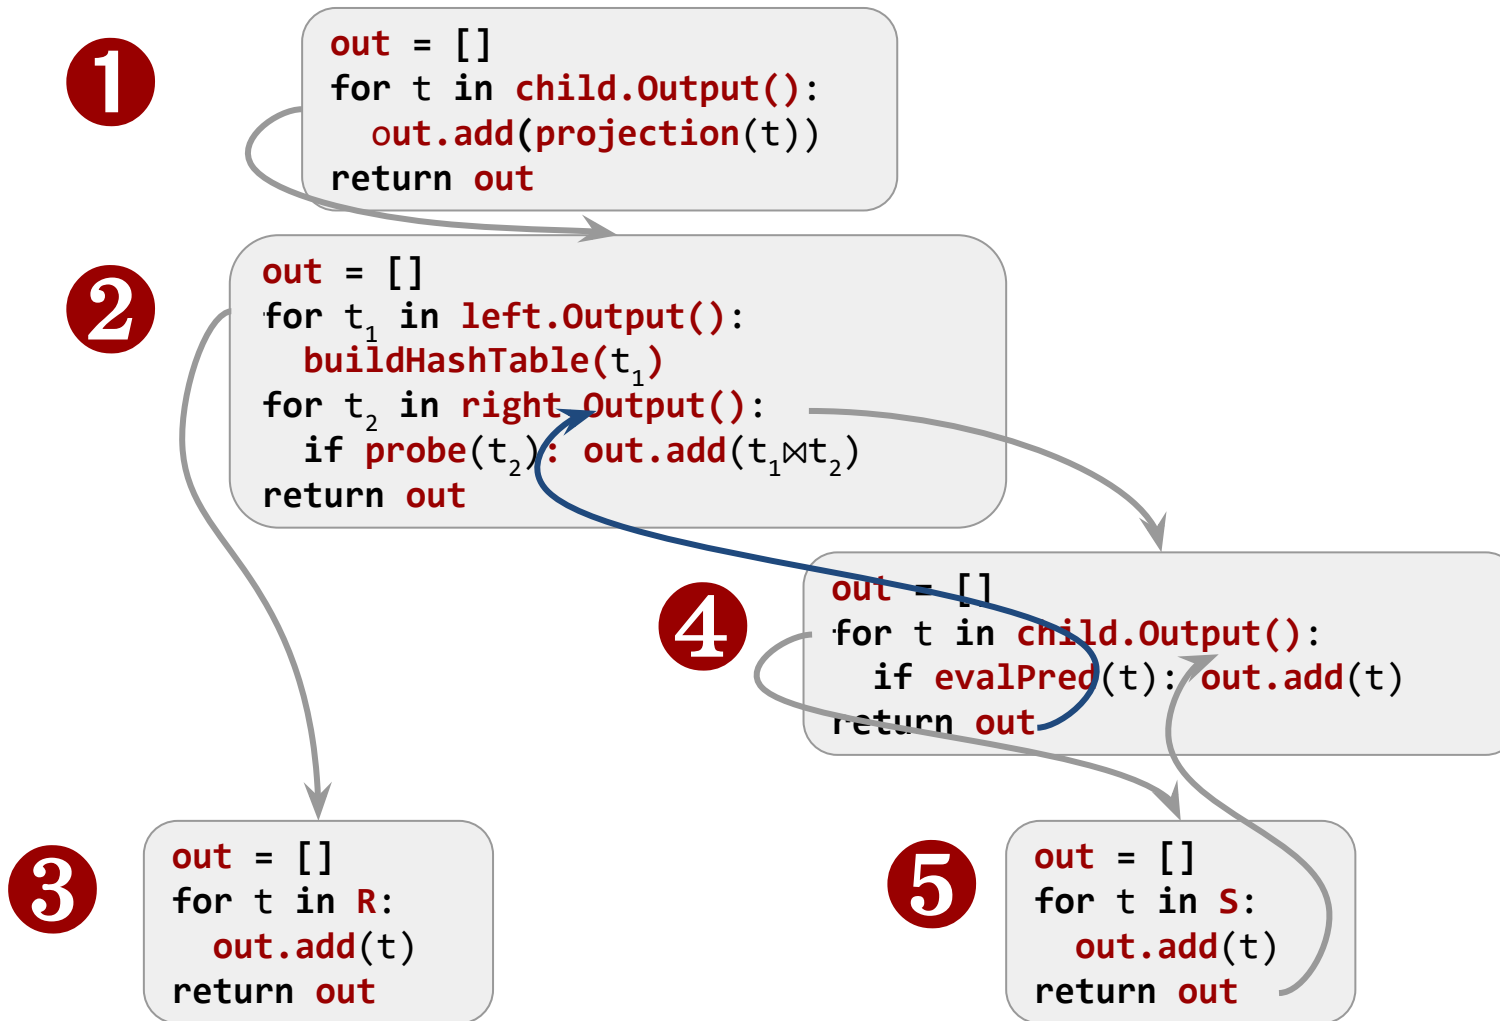 1
out = []
for t in child.Output():
out.add(projection(t))
return out
2
out = []
for t1 in left.Output():
buildHashTable(t1)
for t2 in right.Output():
if probe(t2): out.add(t1⋈t2)
return out
4
out = []
for t in child.Output():
if evalPred(t): out.add(t)
return out
3
out = []
for t in R:
out.add(t)
return out
5
out = []
for t in S:
out.add(t)
return out